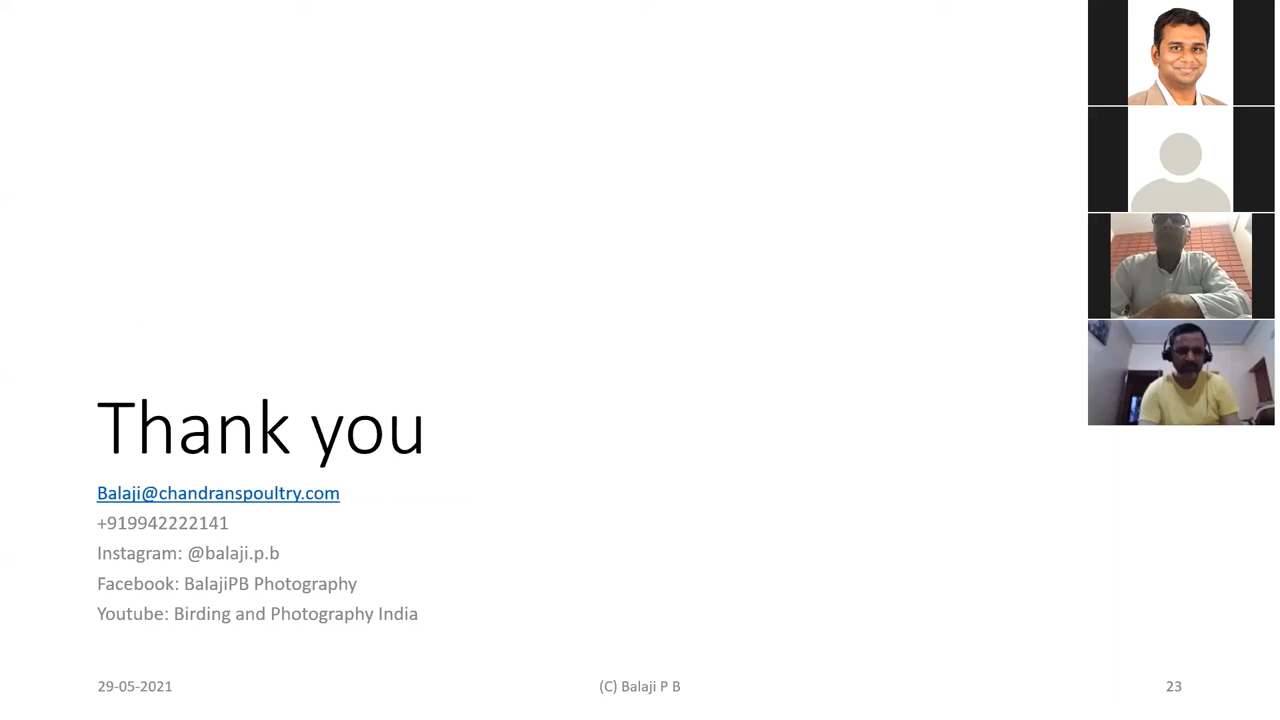 Thank you
Balaji@chandranspoultry.com
+919942222141
Instagram: @balaji.p.b
Facebook: BalajiPB Photography
Youtube: Birding and Photography India
29-05-2021
(C) Balaji P B
23